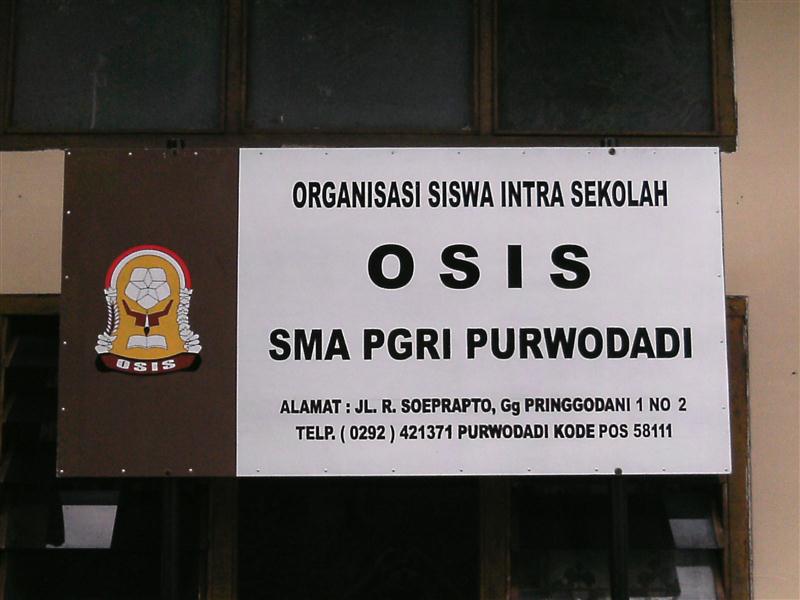 ORGANISASI SISWA INTRA SEKOLAH
OSIS
SMA PGRI PURWODADI
ALAMAT : JL. R. SOEPRAPTO, Gg PRINGGODANI 1 NO 2
TELP. ( 0292 ) 421371 PURWODADI KODE POS 58111
OSIS